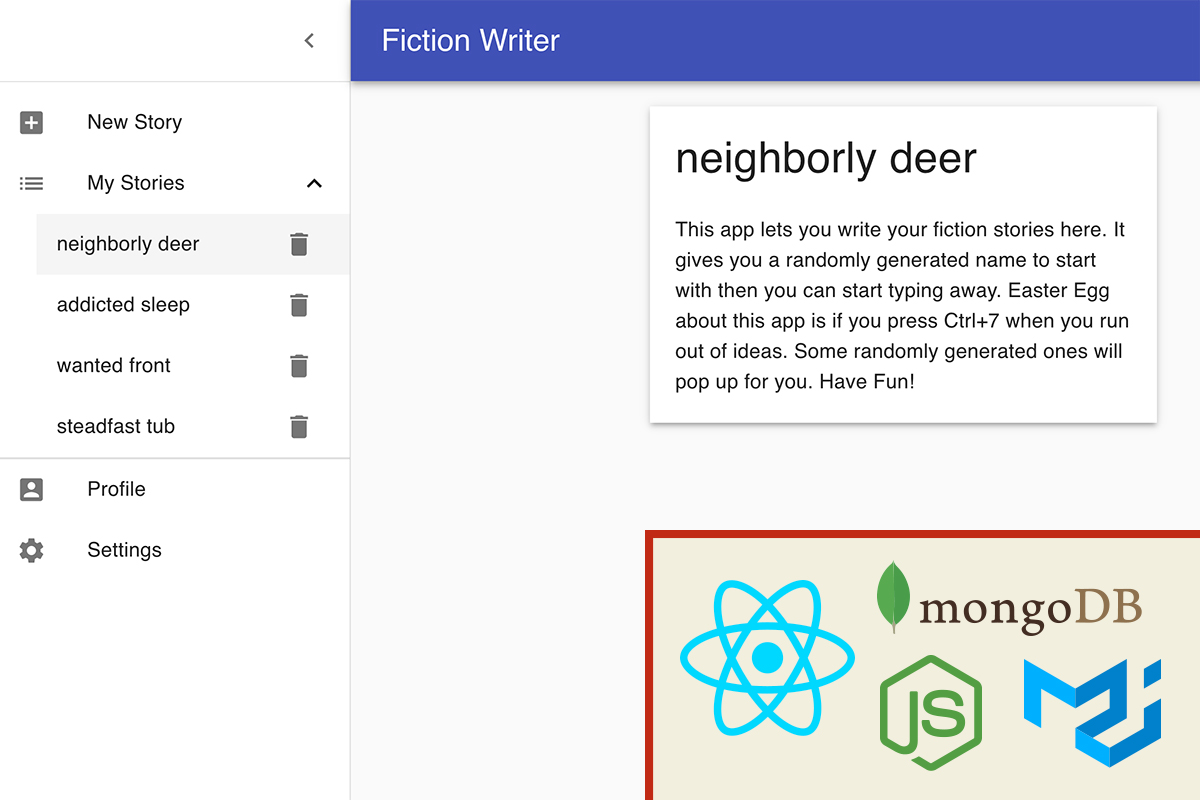 Fiction Writer
New Story
My Stories
neighborly deer
addicted sleep
wanted front
steadfast tub
Profile
Settings
neighborly deer
This app lets you write your fiction stories here. It
gives you a randomly generated name to start
with then you can start typing away. Easter Egg
about this app is if you press Ctrl+7 when you run
out of ideas. Some randomly generated ones will
pop up for you. Have Fun!
mongoDB
JS